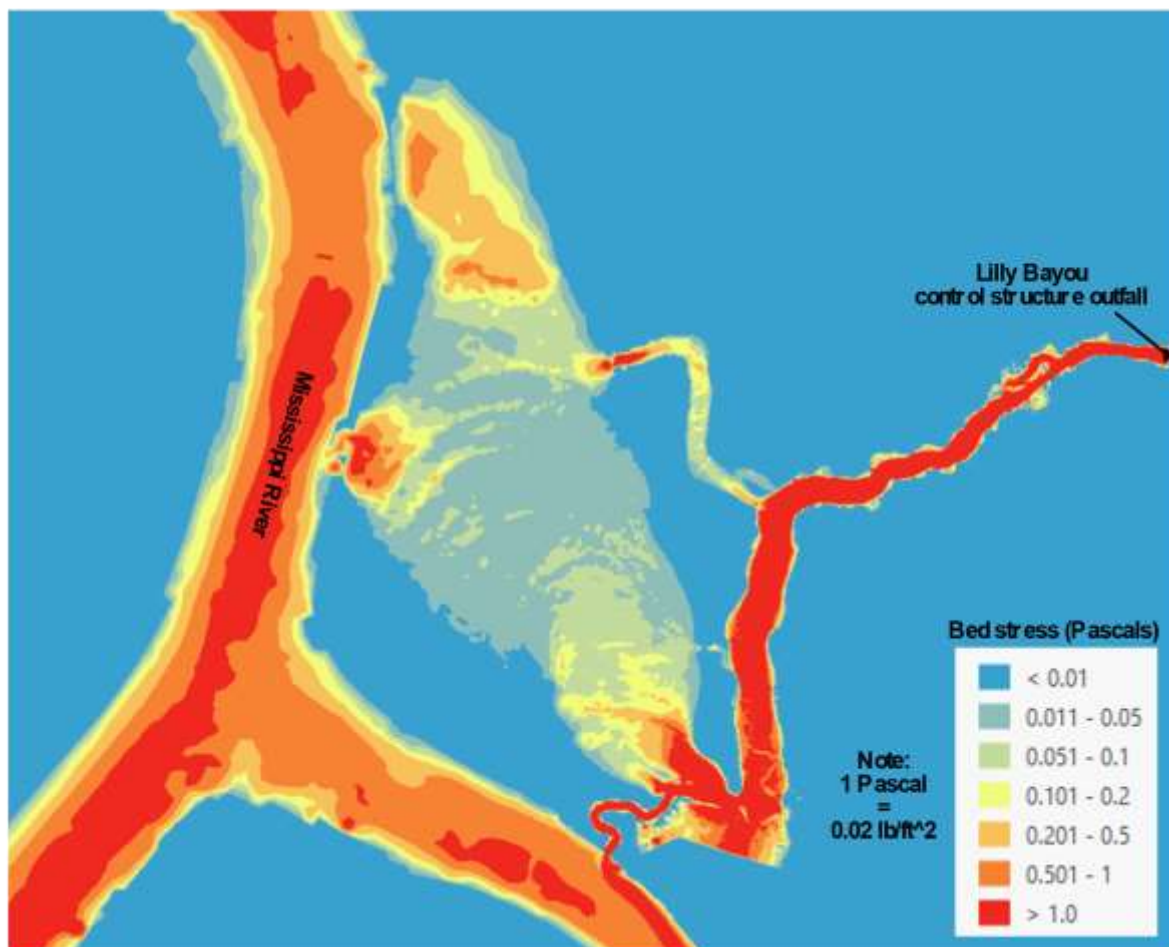 Lilly Bayou
control structure outfall
Mississippi River
Bed stress (Pascals)
< 0.01
0.011 - 0.05
0.051 - 0.1
0.101 - 0.2
0.201 - 0.5
0.501 - 1
> 1.0
Note:
1 Pascal
=
0.02 lb/ft^2